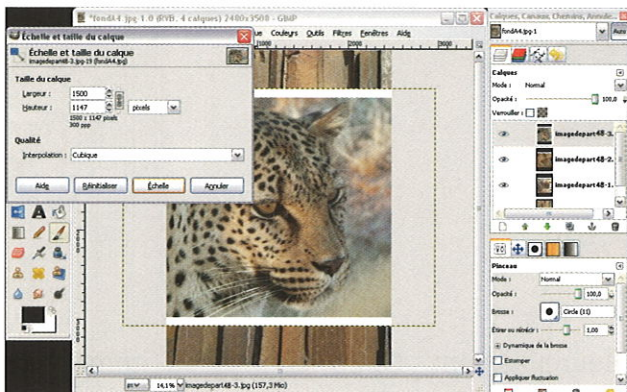 *fondA4.jpg-1.0 (RVB, 4 calques) 2480x3508 – GIMP
Couleurs Outils Filtres Fenêtres Aide
1000 2000 3000
Échelle et taille du calque
Échelle et taille du calque
imagedepart48-3.jpg-19 (fondA4.jpg)
Taille du calque
Largeur : 1500
Hauteur : 1147 pixels
1500 x 1147 pixels
300 ppp
Qualité
Interpolation : Cubique
Aide Réinitialiser Échelle Annuler
px 14,1% imagedepart48-3.jpg (157,3 Mio)
Calques, Canaux, Chemins, Annule...
fondA4.jpg-1 Auto
Calques
Mode : Normal
Opacité : 100,0
Verrouiller :
imagedepart48-3.
imagedepart48-2.
imagedepart48-1.
Pinceau
Mode : Normal
Opacité : 100,0
Brosse : Circle (11)
Étirer ou rétrécir : 1,00
Dynamique de la brosse
Estomper
Appliquer fluctuation